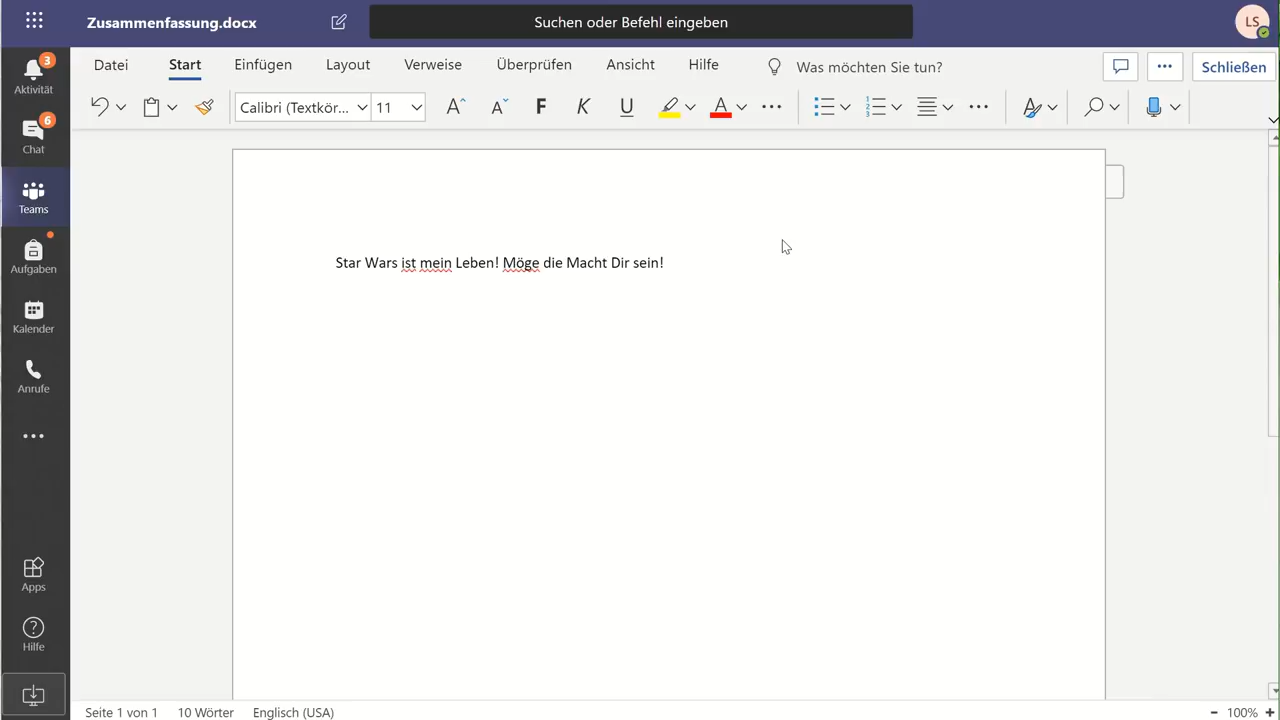 Zusammenfassung.docx
Suchen oder Befehl eingeben
LS
Datei Start Einfügen Layout Verweise Überprüfen Ansicht Hilfe Was möchten Sie tun? Schließen
Calibri (Textkör... 11 F K U A
3
Aktivität
6
Chat
Teams
Aufgaben
Kalender
Anrufe
Apps
Hilfe
Star Wars ist mein Leben! Möge die Macht Dir sein!
Seite 1 von 1 10 Wörter Englisch (USA) - 100% +